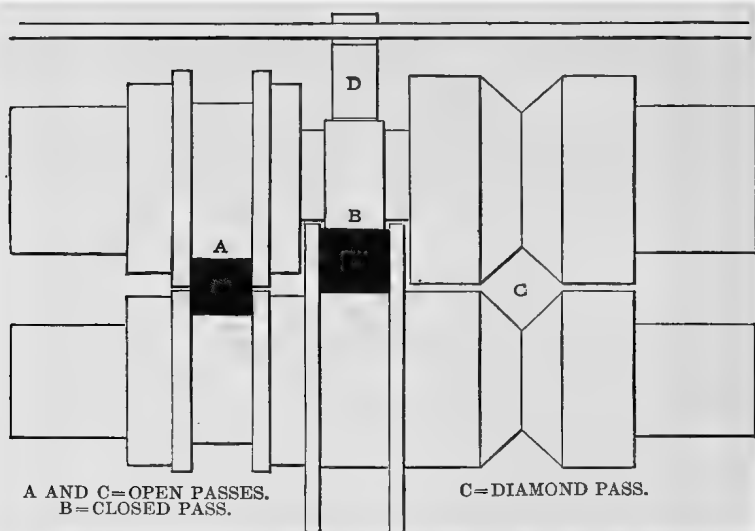 D
B
A
C
A AND C=OPEN PASSES.
B=CLOSED PASS.
C=DIAMOND PASS.